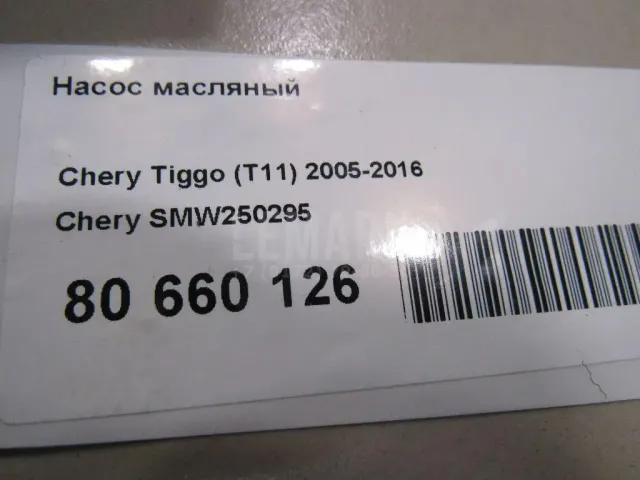 Насос масляный
Chery Tiggo (T11) 2005-2016
Chery SMW250295
80 660 126